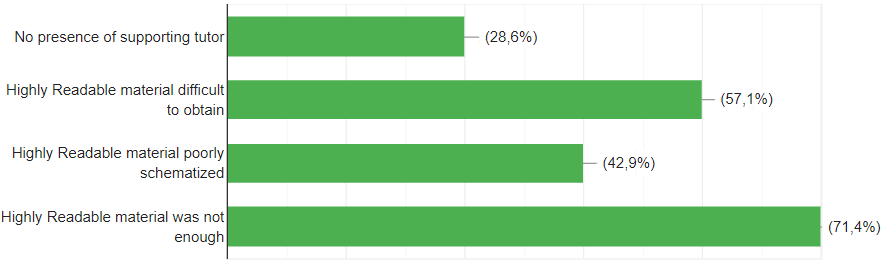 No presence of supporting tutor
(28,6%)
Highly Readable material difficult
to obtain
(57,1%)
Highly Readable material poorly
schematized
(42,9%)
Highly Readable material was not
enough
(71,4%)